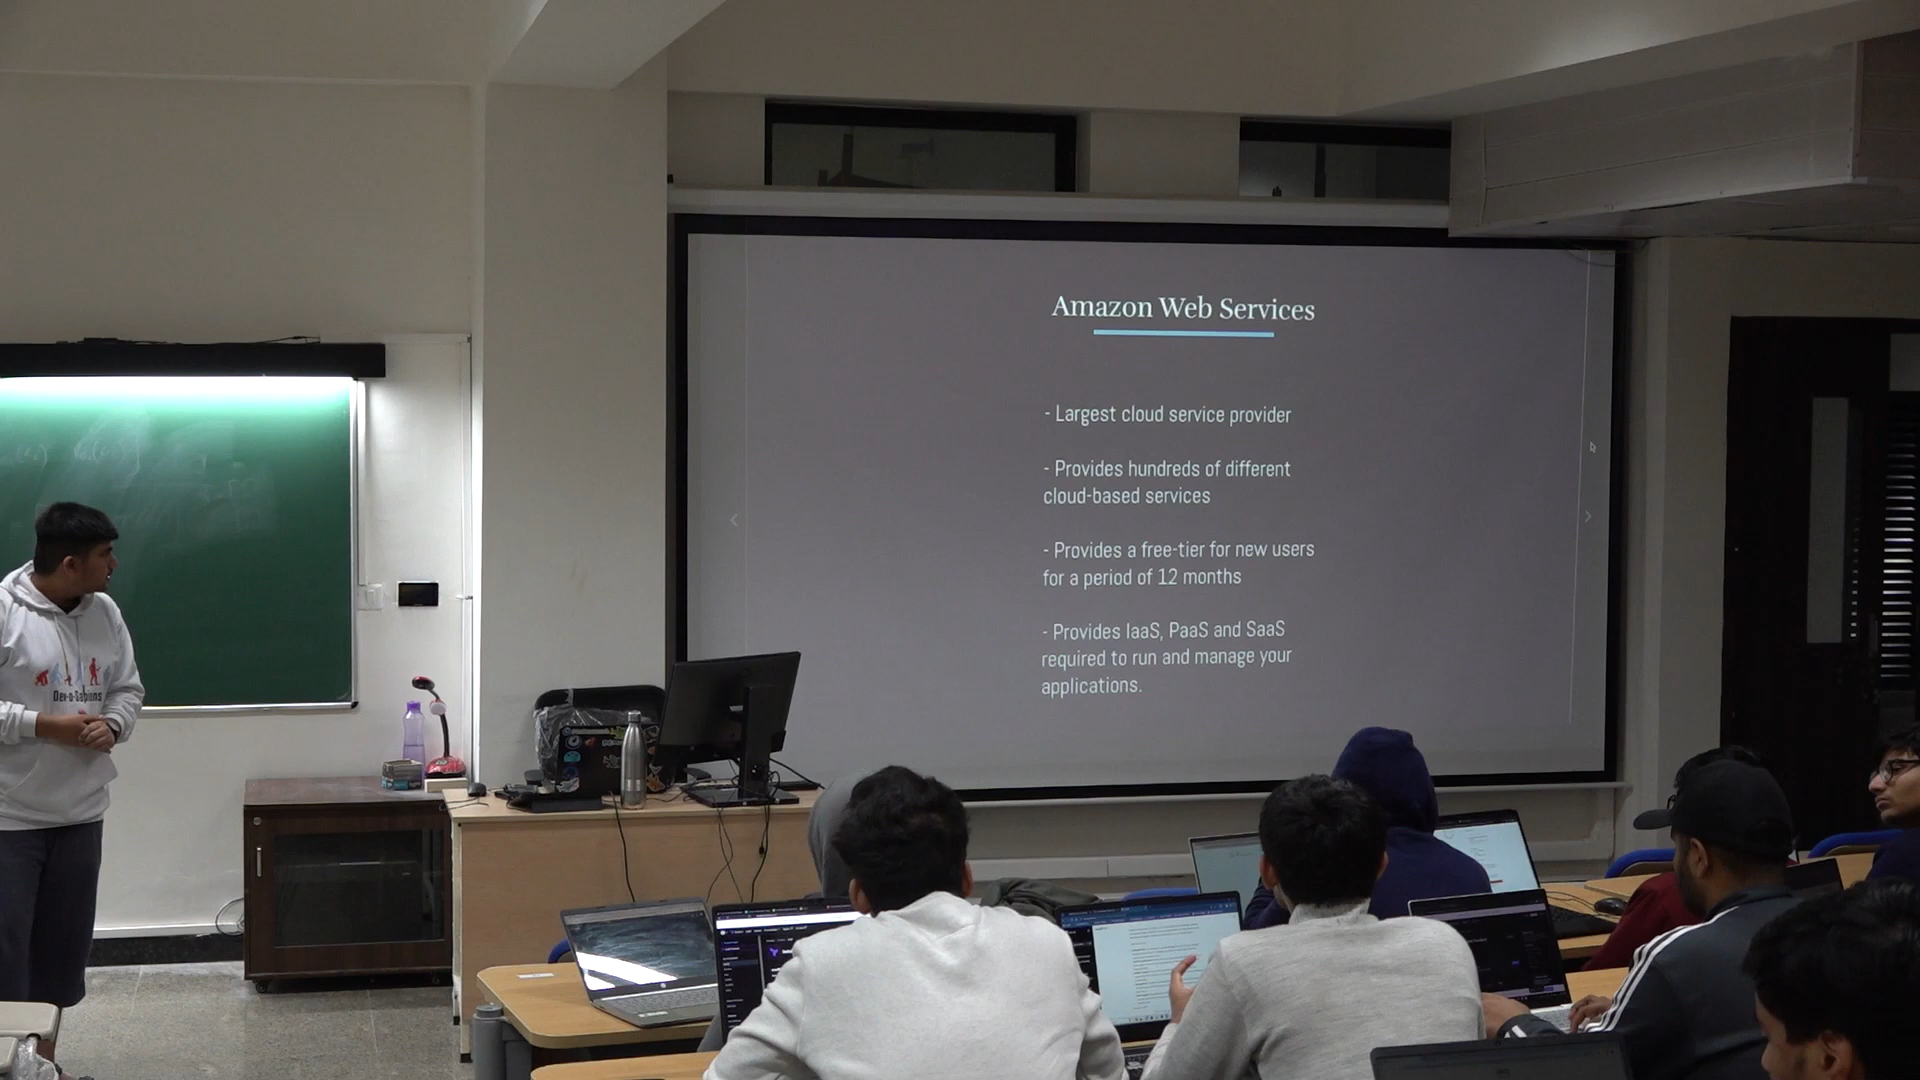 Amazon Web Services
- Largest cloud service provider
- Provides hundreds of different
cloud-based services
- Provides a free-tier for new users
for a period of 12 months
- Provides IaaS, PaaS and SaaS
required to run and manage your
applications.
Dev-o-Sapiens